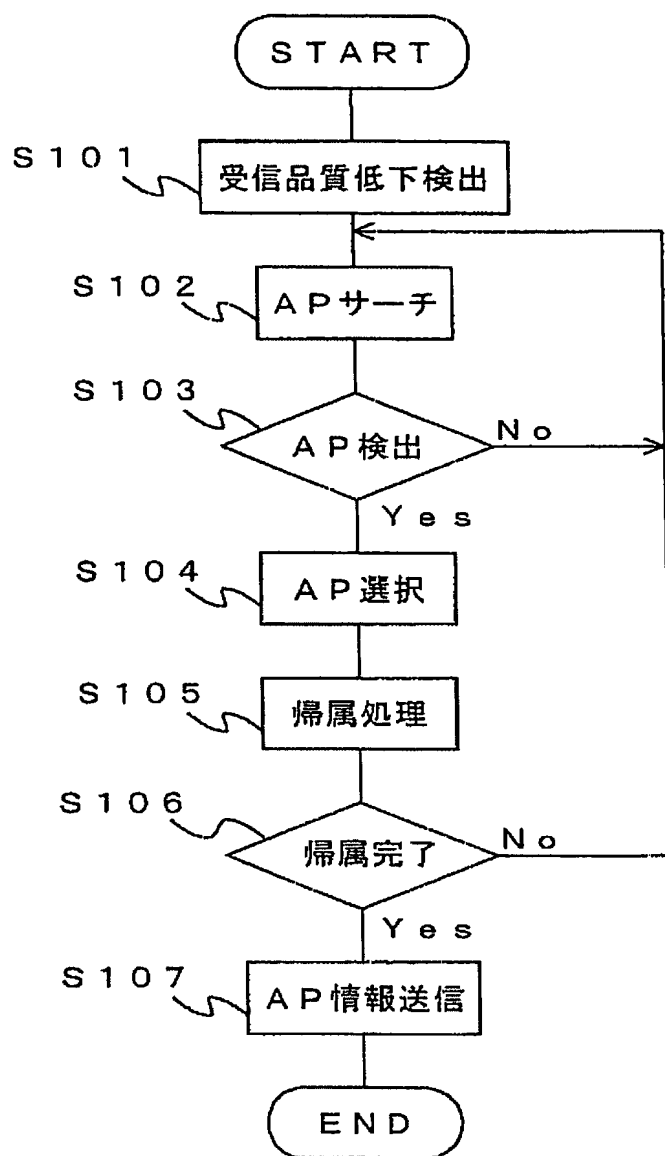 START
S101
受信品質低下検出
S102
APサーチ
S103
AP検出
No
Yes
S104
AP選択
S105
帰属処理
S106
帰属完了
No
Yes
S107
AP情報送信
END